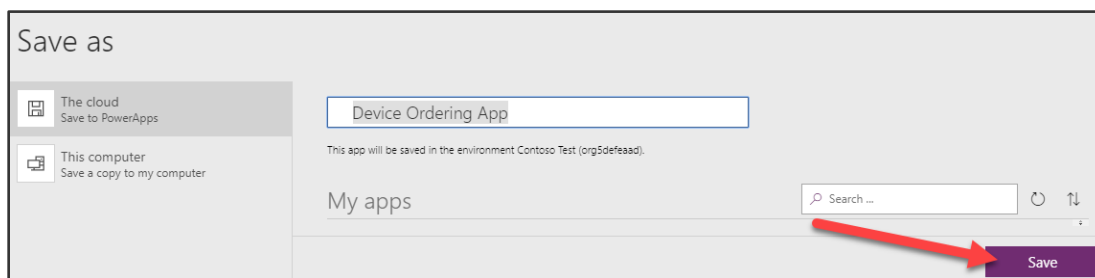 Save as
The cloud
Save to PowerApps
This computer
Save a copy to my computer
Device Ordering App
This app will be saved in the environment Contoso Test (org5defeaad).
My apps
Search ...
Save